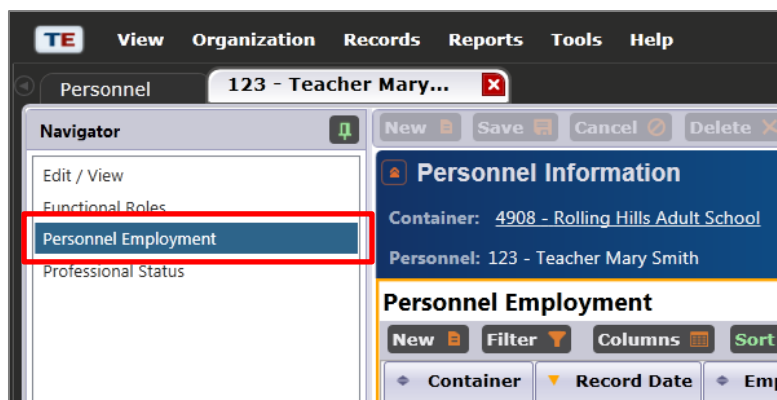 TE View Organization Records Reports Tools Help
Personnel 123 - Teacher Mary...
Navigator
New Save Cancel Delete
Edit / View
Functional Roles
Personnel Employment
Professional Status
Personnel Information
Container: 4908 - Rolling Hills Adult School
Personnel: 123 - Teacher Mary Smith
Personnel Employment
New Filter Columns Sort
Container Record Date